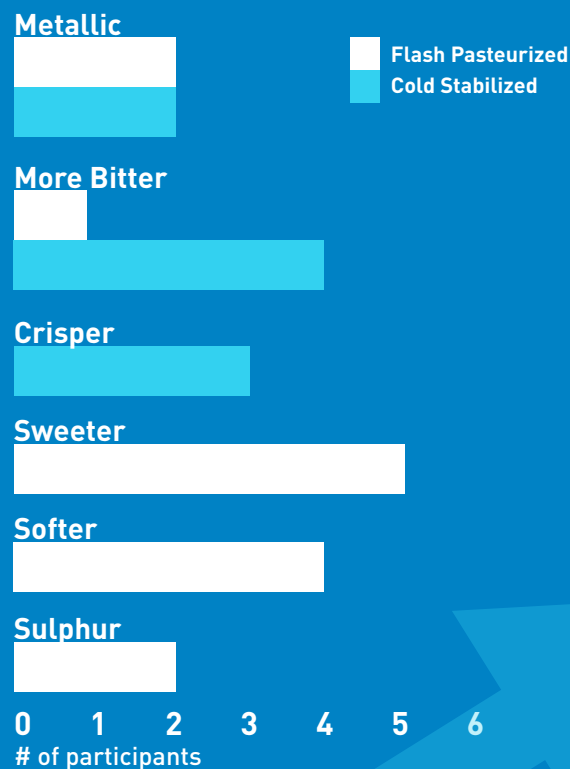 Metallic
Flash Pasteurized
Cold Stabilized
More Bitter
Crisper
Sweeter
Softer
Sulphur
0 1 2 3 4 5 6
# of participants